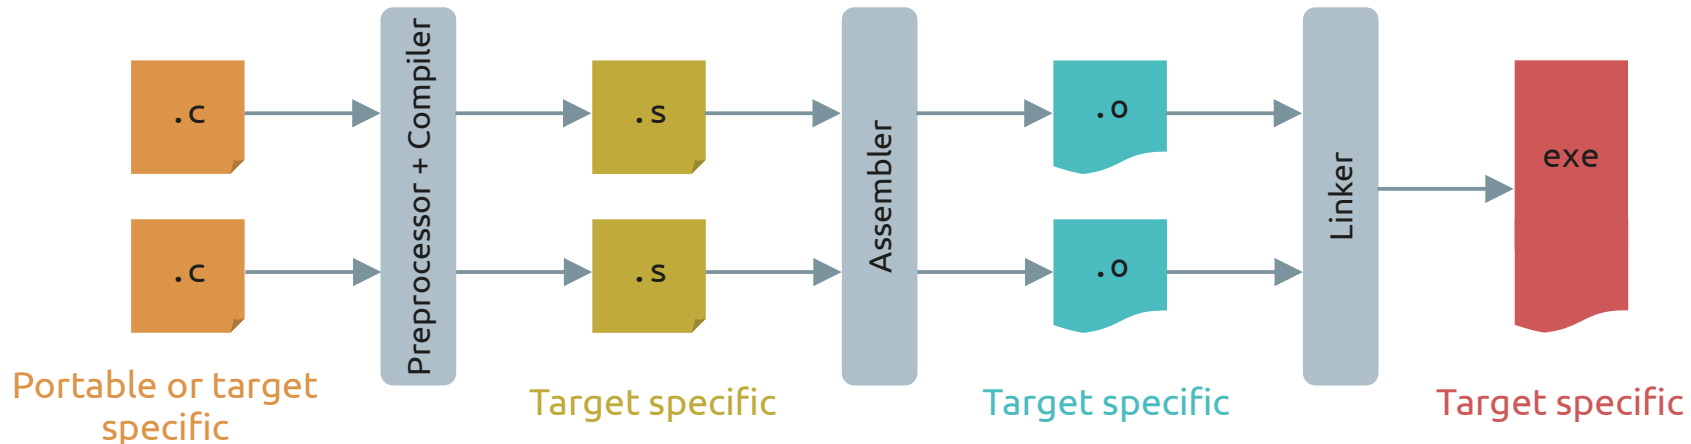 .c
Preprocessor + Compiler
.s
Assembler
.o
Linker
exe
.c
.s
.o
Portable or target
specific
Target specific
Target specific
Target specific